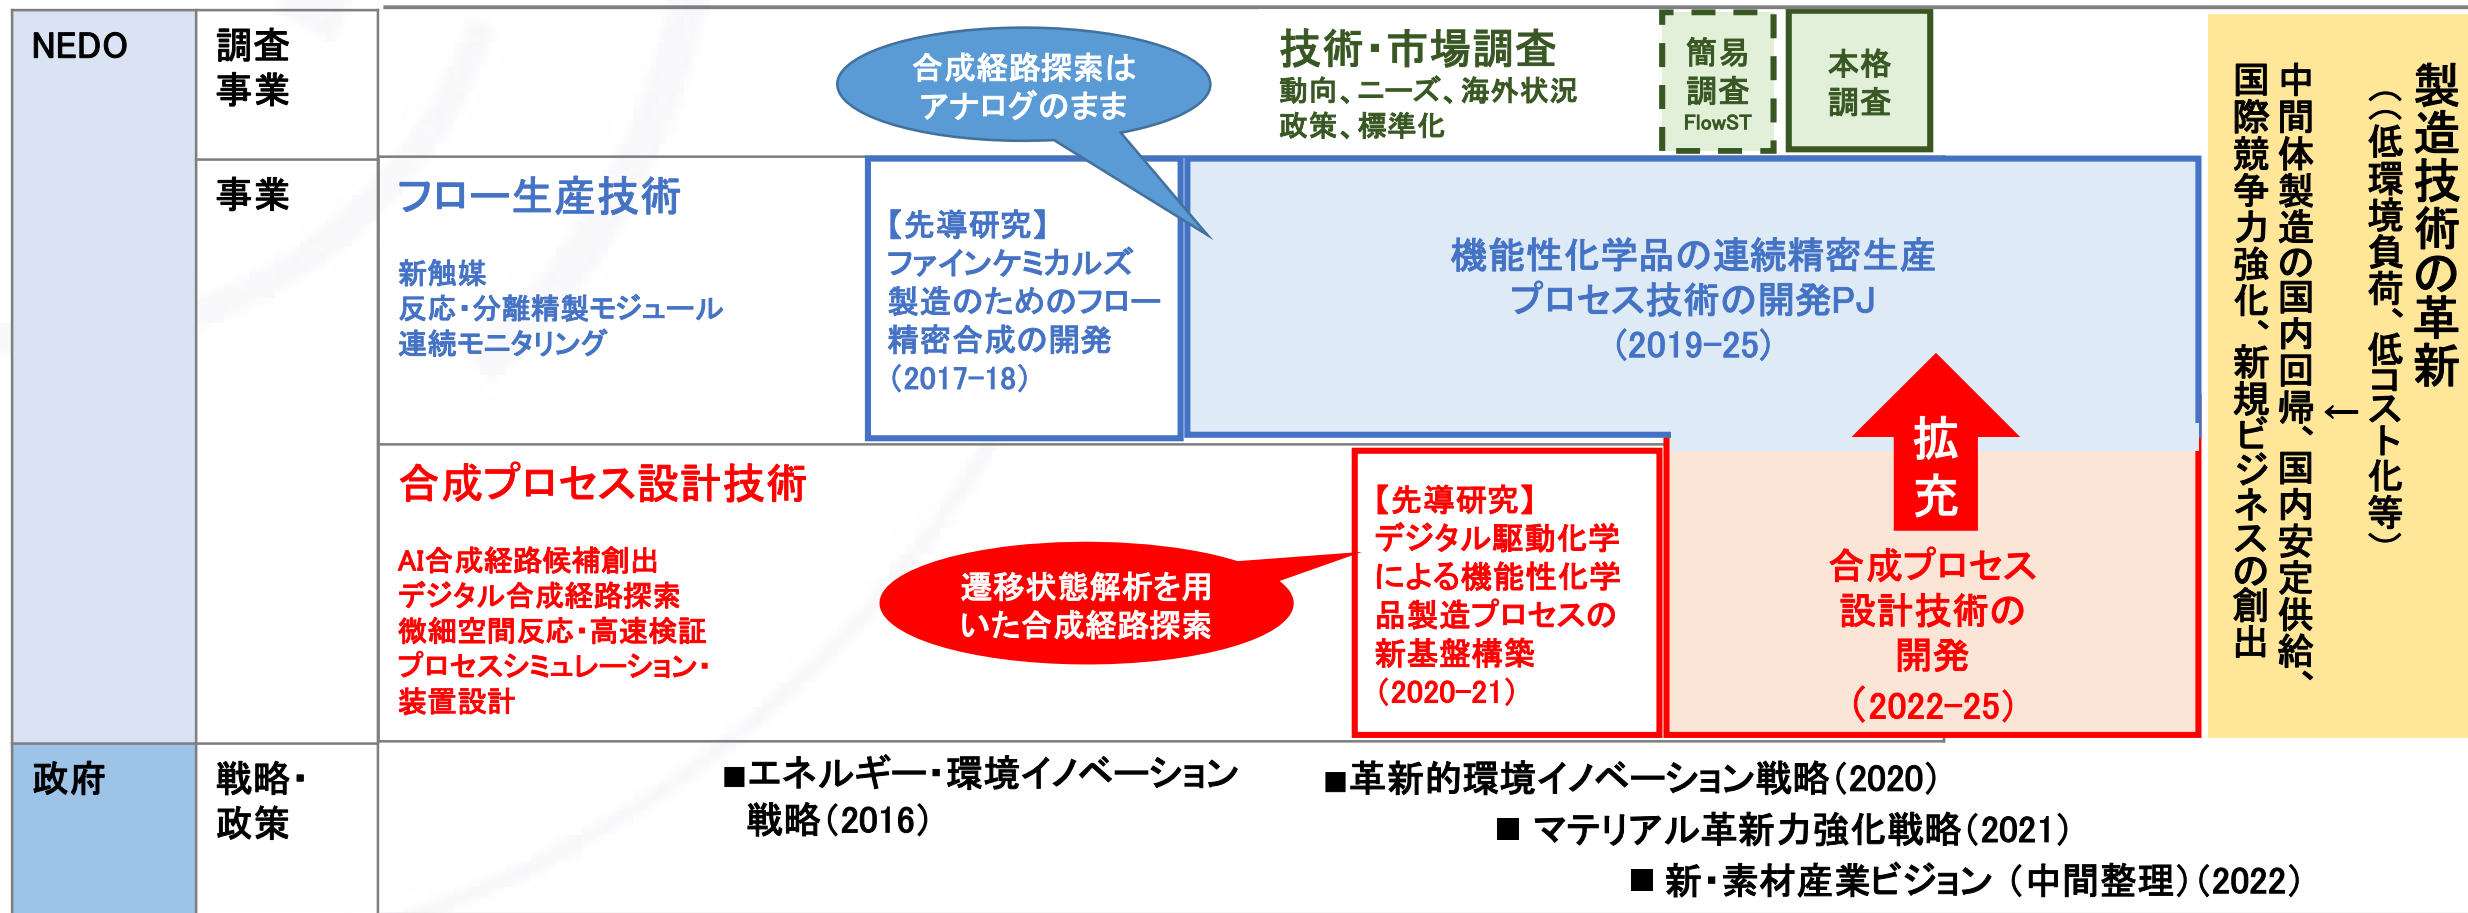 NEDO
調査
事業
合成経路探索は
アナログのまま
技術・市場調査
動向、ニーズ、海外状況
政策、標準化
簡易
調査
FlowST
本格
調査
事業
フロー生産技術
新触媒
反応・分離精製モジュール
連続モニタリング
【先導研究】
ファインケミカルズ
製造のためのフロー
精密合成の開発
(2017-18)
機能性化学品の連続精密生産
プロセス技術の開発PJ
(2019-25)
拡
充
合成プロセス設計技術
AI合成経路候補創出
デジタル合成経路探索
微細空間反応・高速検証
プロセスシミュレーション・
装置設計
遷移状態解析を用
いた合成経路探索
【先導研究】
デジタル駆動化学
による機能性化学
品製造プロセスの
新基盤構築
(2020-21)
合成プロセス
設計技術の
開発
(2022-25)
製造技術の革新
((低環境負荷、低コスト化等)
↓
中間体製造の国内回帰、国内安定供給、
国際競争力強化、新規ビジネスの創出
政府
戦略・
政策
■エネルギー・環境イノベーション
戦略(2016)
■革新的環境イノベーション戦略(2020)
■ マテリアル革新力強化戦略(2021)
■ 新・素材産業ビジョン (中間整理)(2022)